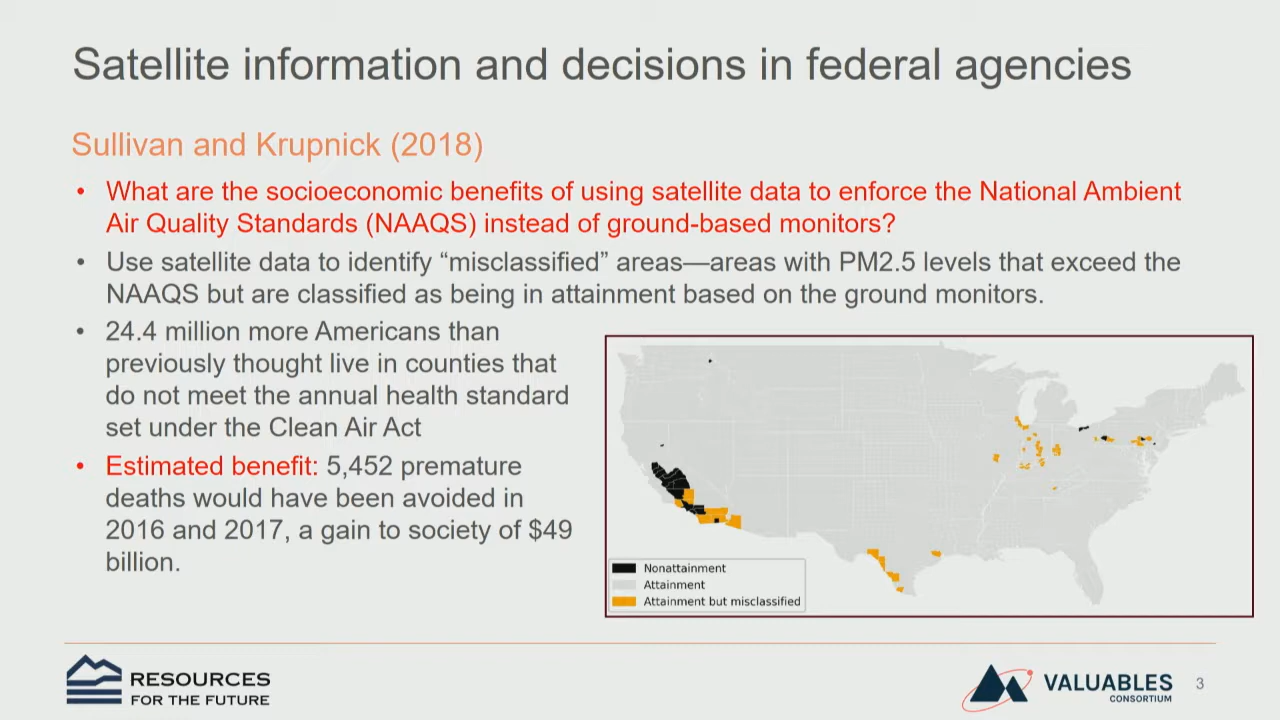 Satellite information and decisions in federal agencies
Sullivan and Krupnick (2018)
• What are the socioeconomic benefits of using satellite data to enforce the National Ambient
Air Quality Standards (NAAQS) instead of ground-based monitors?
• Use satellite data to identify “misclassified” areas—areas with PM2.5 levels that exceed the
NAAQS but are classified as being in attainment based on the ground monitors.
• 24.4 million more Americans than
previously thought live in counties that
do not meet the annual health standard
set under the Clean Air Act
• Estimated benefit: 5,452 premature
deaths would have been avoided in
2016 and 2017, a gain to society of $49
billion.
Nonattainment
Attainment
Attainment but misclassified
RESOURCES
FOR THE FUTURE
VALUABLES
CONSORTIUM
3